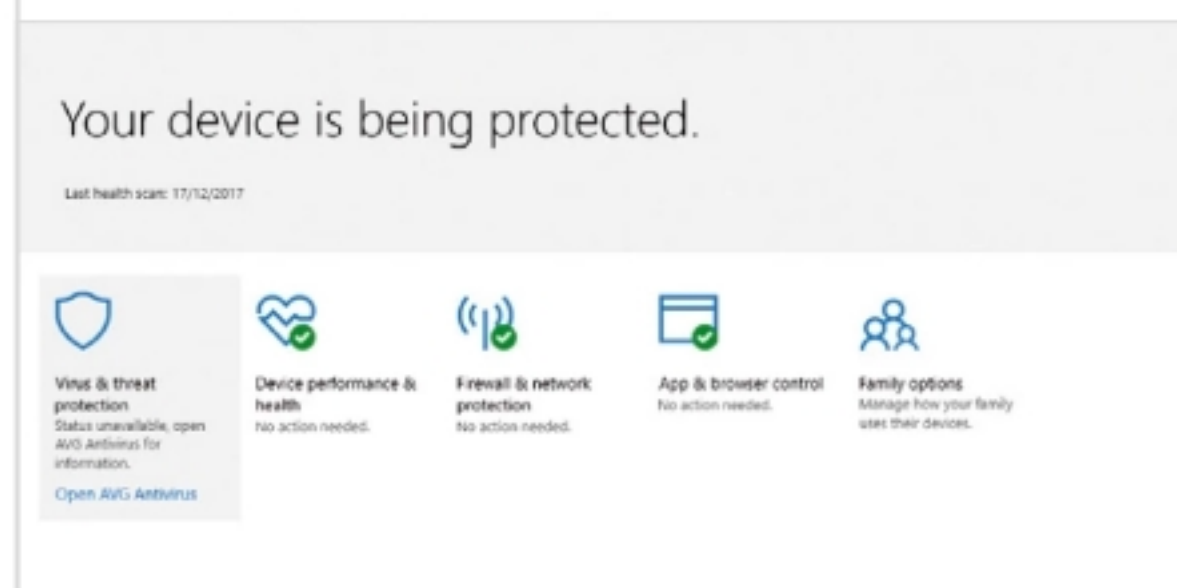 Your device is being protected.
Last health scan: 17/12/2017
Virus & threat
protection
Status unavailable, open
AVG Antivirus for
information.
Open AVG Antivirus
Device performance &
health
No action needed.
Firewall & network
protection
No action needed.
App & browser control
No action needed.
Family options
Manage how your family
uses their devices.